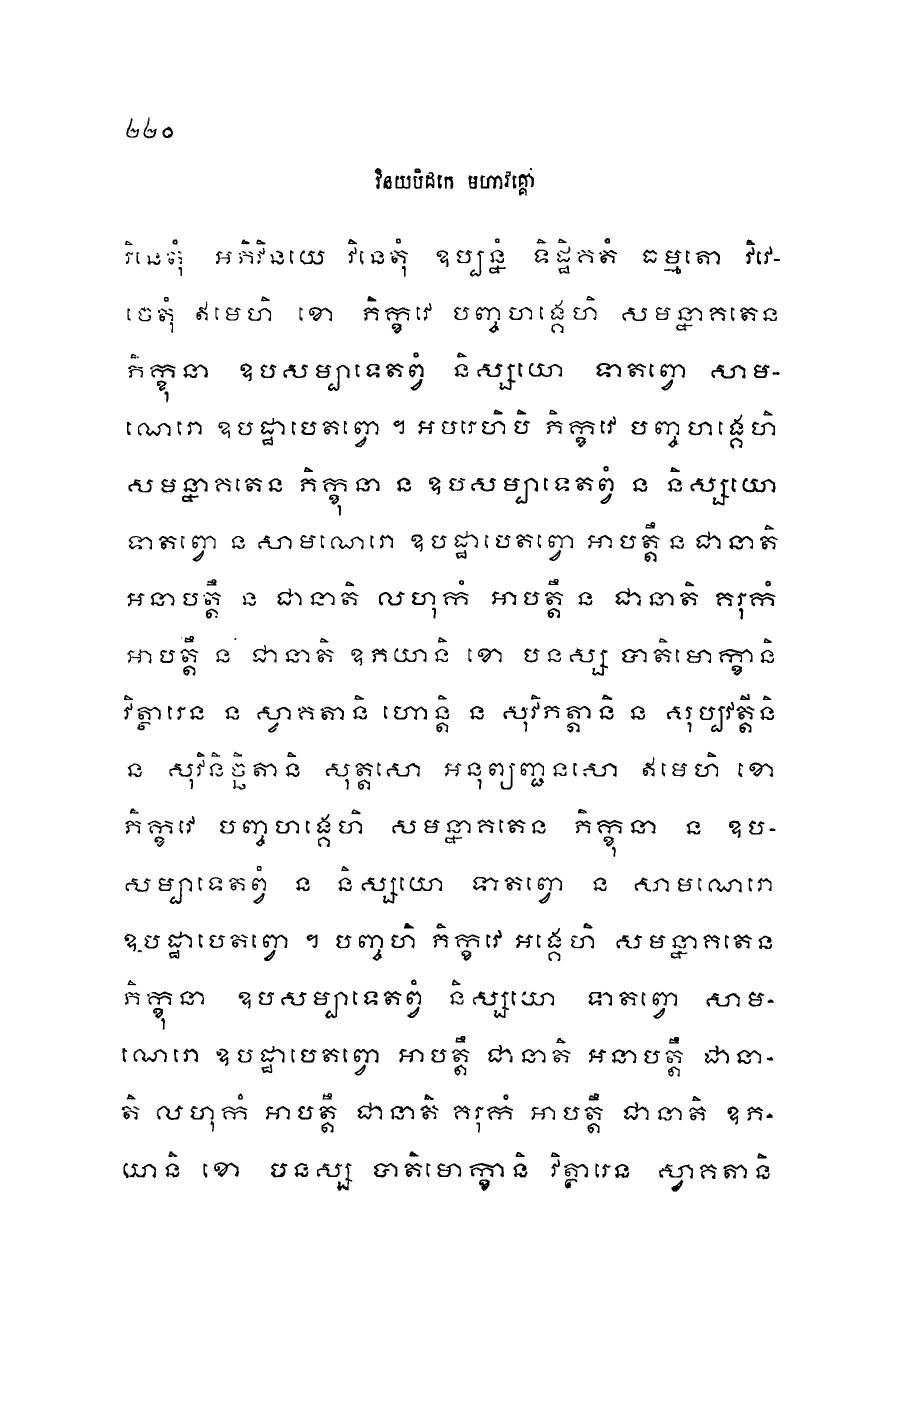 ២២០
វិនយបិដកេ មហាវគ្គោ
វិនេតុំ អភិវិនយេ វិនេតុំ ឧប្បន្នំ ទិដ្ឋិគតំ ធម្មតោ វិវេ-
ចេតុំ ឥមេហិ ខោ ភិក្ខវេ បញ្ចហង្គេហិ សមន្នាគតេន
ភិក្ខុនា ឧបសម្បាទេតព្វំ និស្សយោ ទាតព្វោ សាម-
ណេរោ ឧបដ្ឋាបេតព្វោ ។ អបរេហិបិ ភិក្ខវេ បញ្ចហង្គេហិ
សមន្នាគតេន ភិក្ខុនា ន ឧបសម្បាទេតព្វំ ន និស្សយោ
ទាតព្វោ ន សាមណេរោ ឧបដ្ឋាបេតព្វោ អាបត្តឹ ន ជានាតិ
អនាបត្តឹ ន ជានាតិ លហុកំ អាបត្តឹ ន ជានាតិ គរុកំ
អាបត្តឹ ន ជានាតិ ឧភយានិ ខោ បនស្ស បាតិមោក្ខានិ
វិត្ថារេន ន ស្វាគតានិ ហោន្តិ ន សុវិភត្តានិ ន សុប្បវត្តីនិ
ន សុវិនិច្ឆិតានិ សុត្តសោ អនុព្យញ្ជនសោ ឥមេហិ ខោ
ភិក្ខវេ បញ្ចហង្គេហិ សមន្នាគតេន ភិក្ខុនា ន ឧប-
សម្បាទេតព្វំ ន និស្សយោ ទាតព្វោ ន សាមណេរោ
ឧបដ្ឋាបេតព្វោ ។ បញ្ចហិ ភិក្ខវេ អង្គេហិ សមន្នាគតេន
ភិក្ខុនា ឧបសម្បាទេតព្វំ និស្សយោ ទាតព្វោ សាម-
ណេរោ ឧបដ្ឋាបេតព្វោ អាបត្តឹ ជានាតិ អនាបត្តឹ ជានា-
តិ លហុកំ អាបត្តឹ ជានាតិ គរុកំ អាបត្តឹ ជានាតិ ឧភ-
យានិ ខោ បនស្ស បាតិមោក្ខានិ វិត្ថារេន ស្វាគតានិ